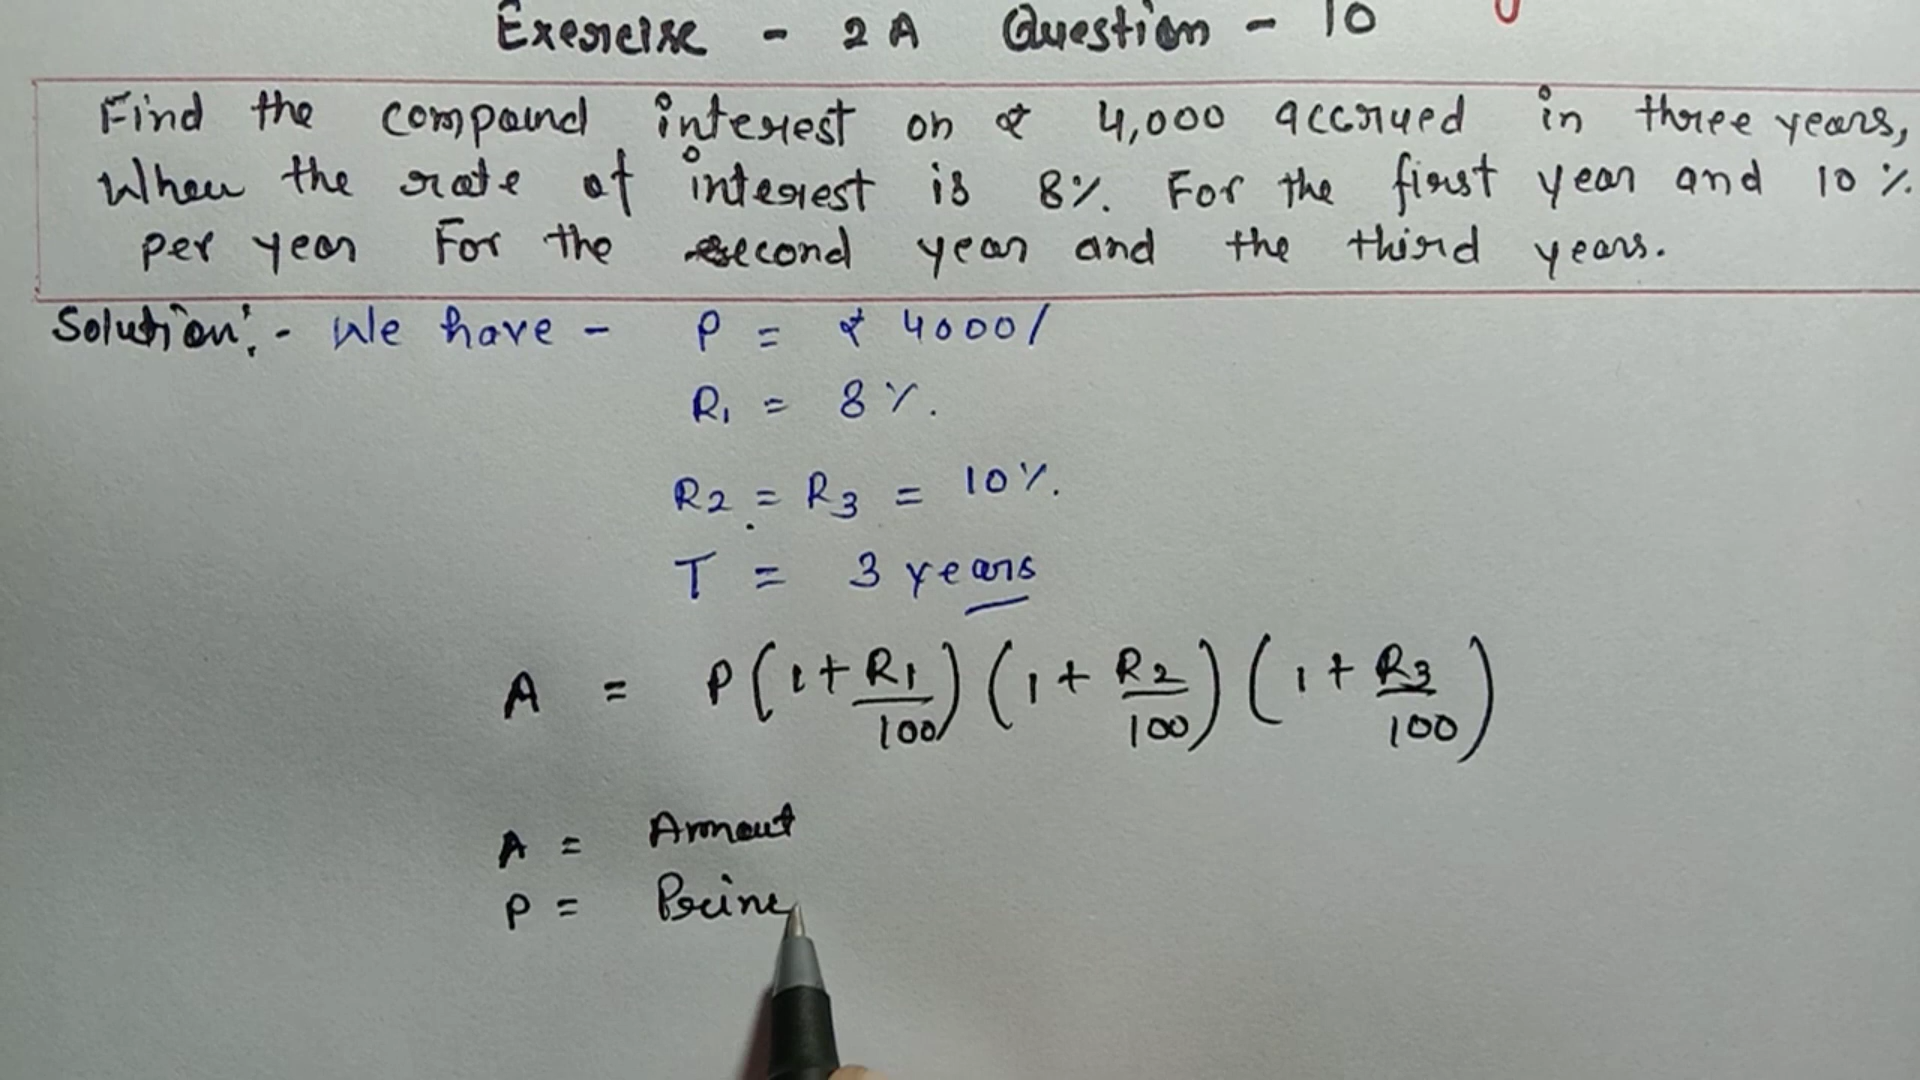 Exercise - 2A Question - 10
Find the compound interest on ₹ 4,000 accrued in three years,
When the rate of interest is 8%. For the first year and 10%.
per year For the second year and the third years.
Solution:- We have - P = ₹ 4000/
R1 = 8%.
R2 = R3 = 10%.
T = 3 years
A = P(1+R1/100)(1+R2/100)(1+R3/100)
A = Amout
P = Princ